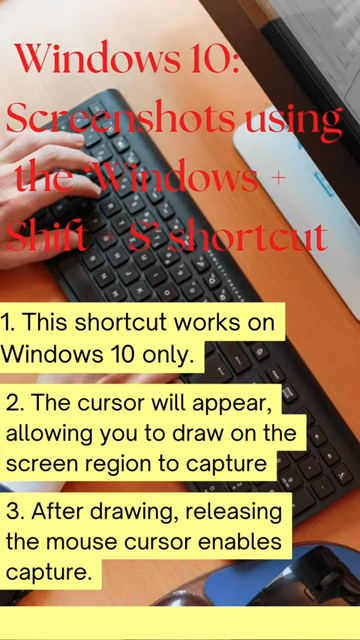 Windows 10:
Screenshots using
the 'Windows +
Shift + S' shortcut
1. This shortcut works on
Windows 10 only.
2. The cursor will appear,
allowing you to draw on the
screen region to capture
3. After drawing, releasing
the mouse cursor enables
capture.